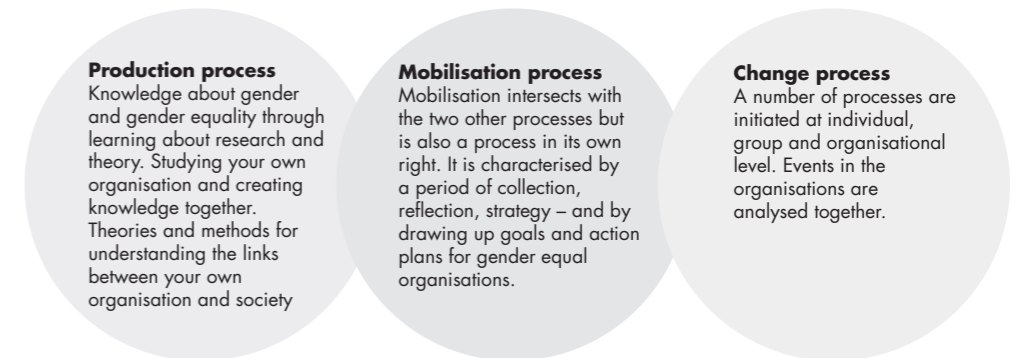 Production process
Knowledge about gender
and gender equality through
learning about research and
theory. Studying your own
organisation and creating
knowledge together.
Theories and methods for
understanding the links
between your own
organisation and society
Mobilisation process
Mobilisation intersects with
the two other processes but
is also a process in its own
right. It is characterised by
a period of collection,
reflection, strategy – and by
drawing up goals and action
plans for gender equal
organisations.
Change process
A number of processes are
initiated at individual,
group and organisational
level. Events in the
organisations are
analysed together.